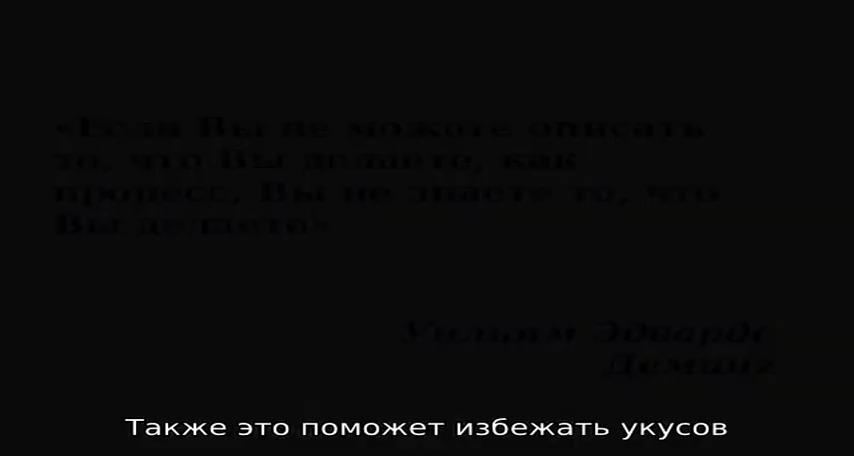 «Если Вы не можете описать
то, что Вы делаете, как
процесс, Вы не знаете то, что
Вы делаете»
Уильям Эдвардс
Деминг
Также это поможет избежать укусов